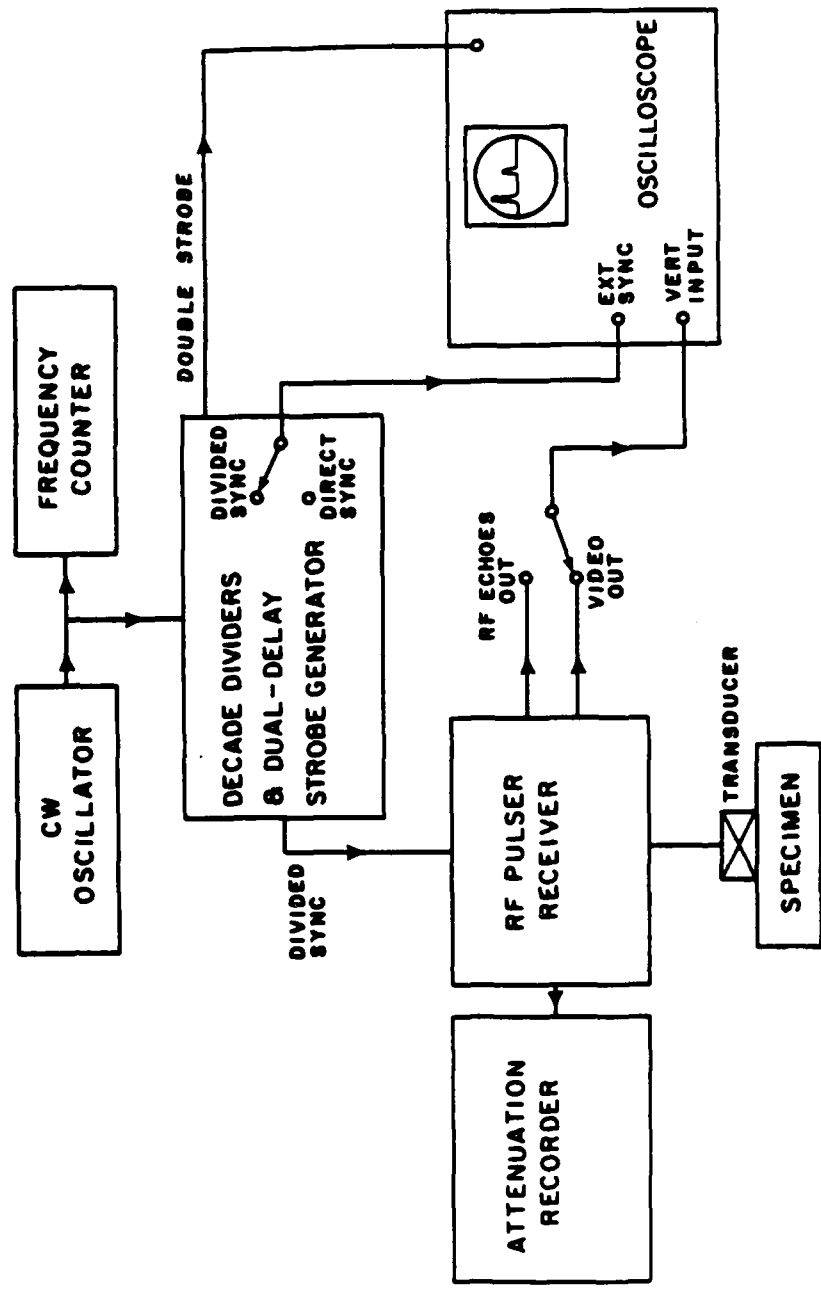 CW
OSCILLATOR
FREQUENCY
COUNTER
DECADE DIVIDERS
& DUAL-DELAY
STROBE GENERATOR
DIVIDED
SYNC
DIRECT
SYNC
DOUBLE STROBE
DIVIDED
SYNC
ATTENUATION
RECORDER
RF PULSER
RECEIVER
RF ECHOES
OUT
VIDEO
OUT
EXT
SYNC
VERT
INPUT
OSCILLOSCOPE
TRANSDUCER
SPECIMEN